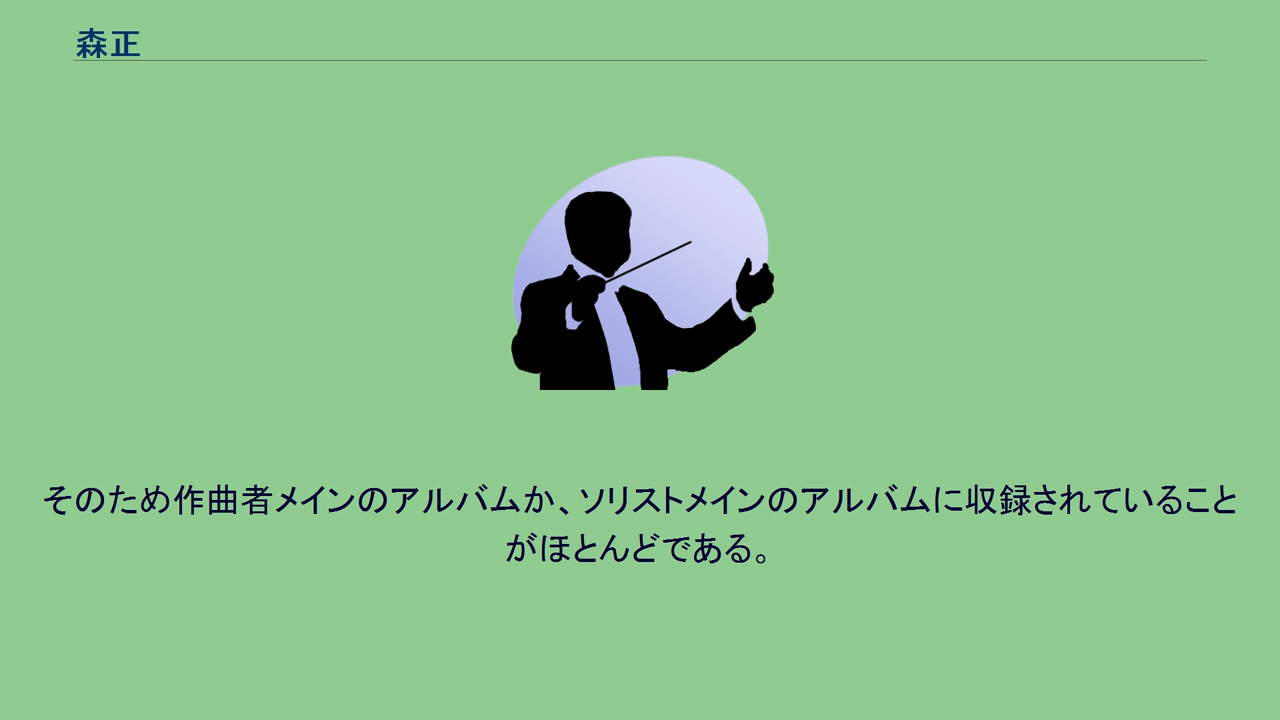 森正
そのため作曲者メインのアルバムか、ソリストメインのアルバムに収録されていること
がほとんどである。